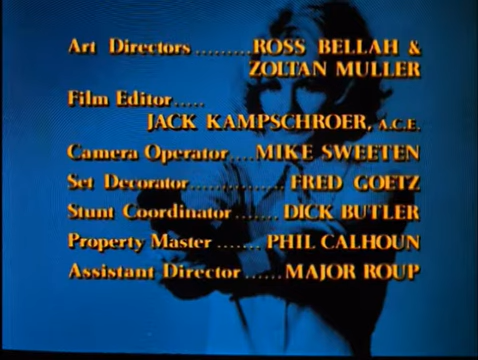 Art Directors.........ROSS BELLAH &
ZOLTAN MULLER
Film Editor.....
JACK KAMPSCHROER, A.C.E.
Camera Operator....MIKE SWEETEN
Set Decorator.............. FRED GOETZ
Stunt Coordinator....... DICK BUTLER
Property Master ....... PHIL CALHOUN
Assistant Director ......MAJOR ROUP